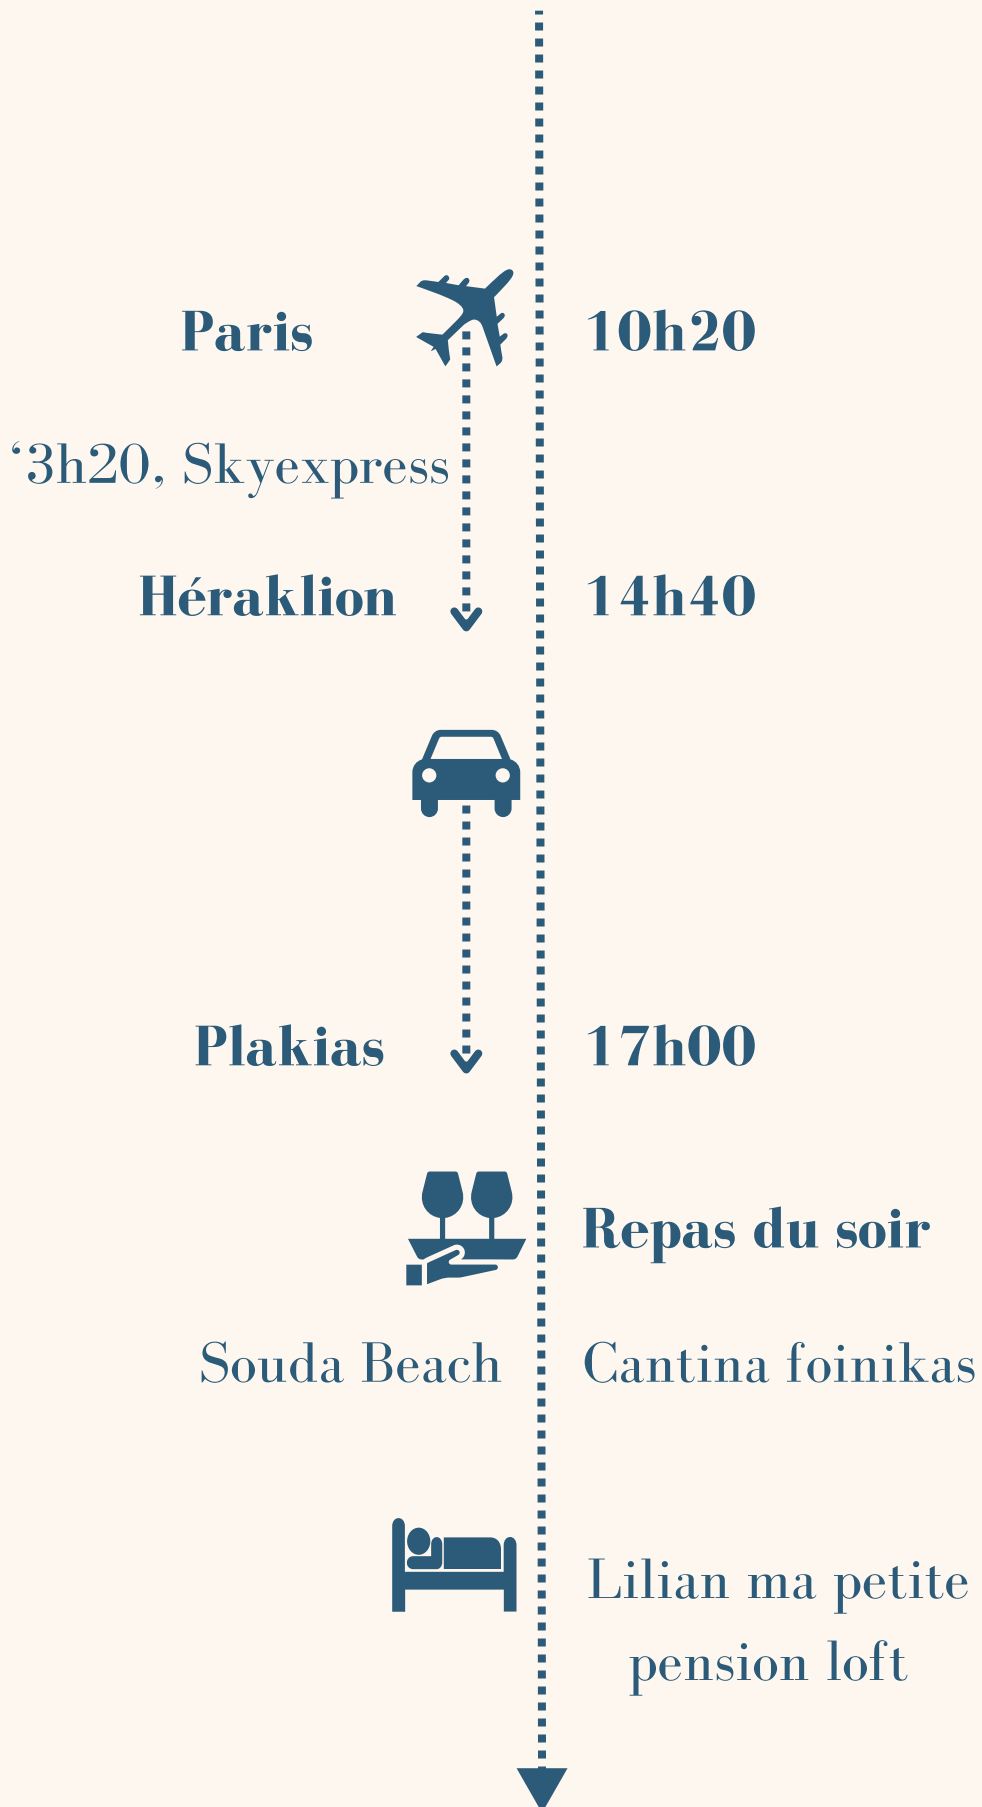 Paris 10h20
‘3h20, Skyexpress
Héraklion 14h40
Plakias 17h00
Repas du soir
Souda Beach Cantina foinikas
Lilian ma petite
pension loft